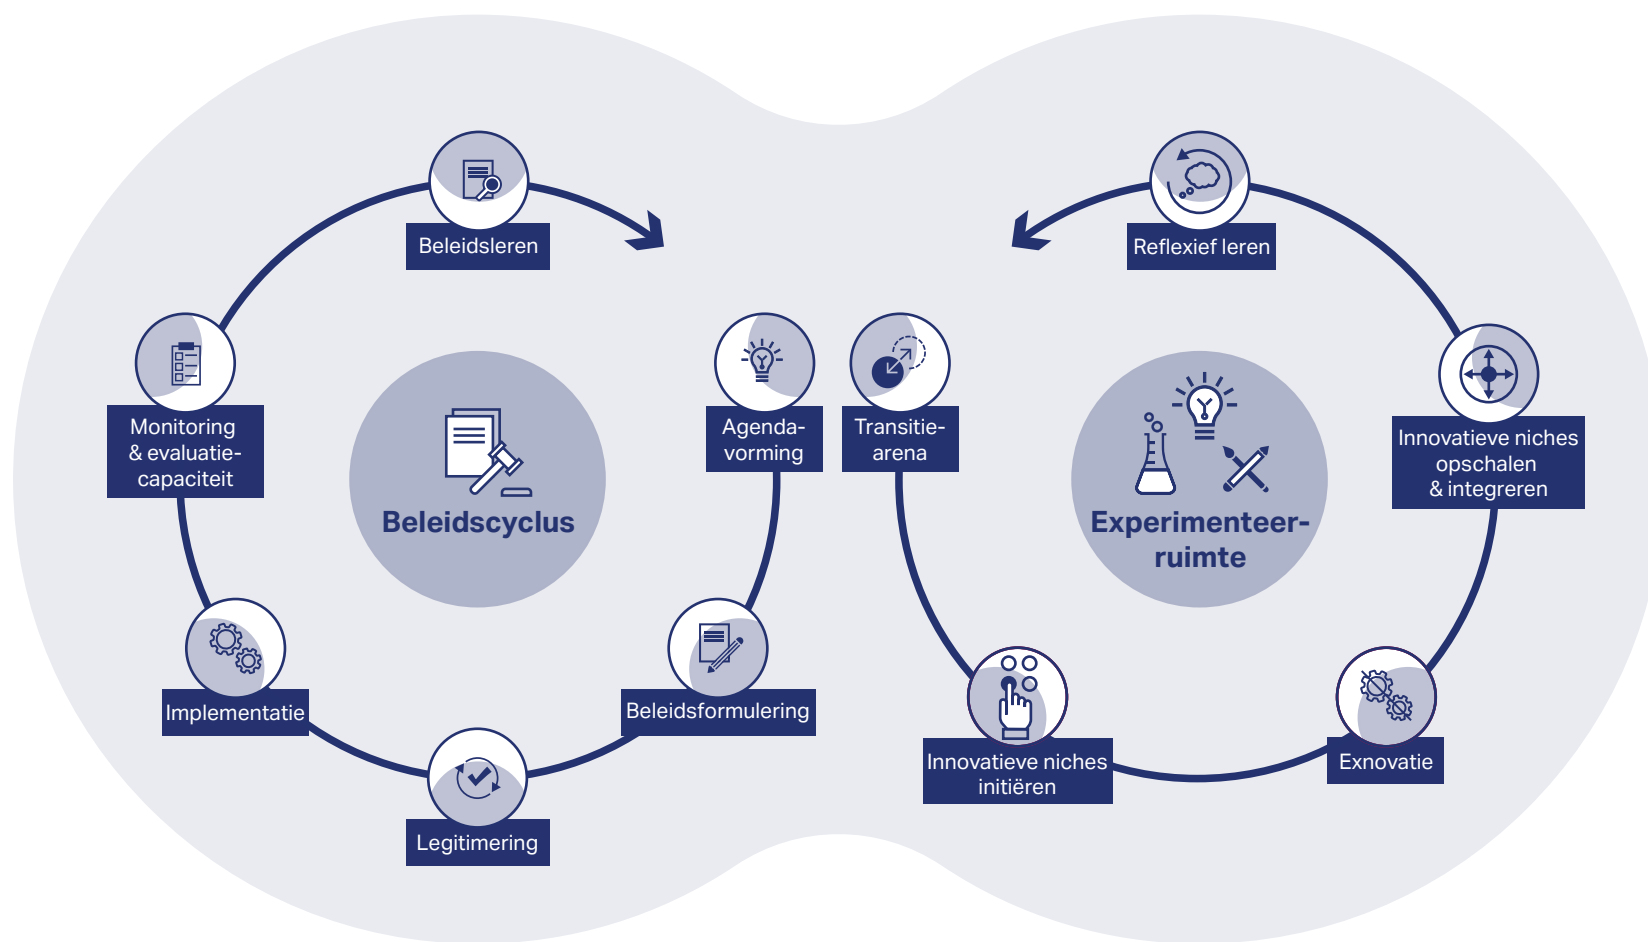 Beleidsleren
Monitoring
& evaluatie-
capaciteit
Implementatie
Legitimering
Beleidsformulering
Agenda-
vorming
Beleidscyclus
Transitie-
arena
Innovatieve niches
initiëren
Exnovatie
Innovatieve niches
opschalen
& integreren
Reflexief leren
Experimenteer-
ruimte